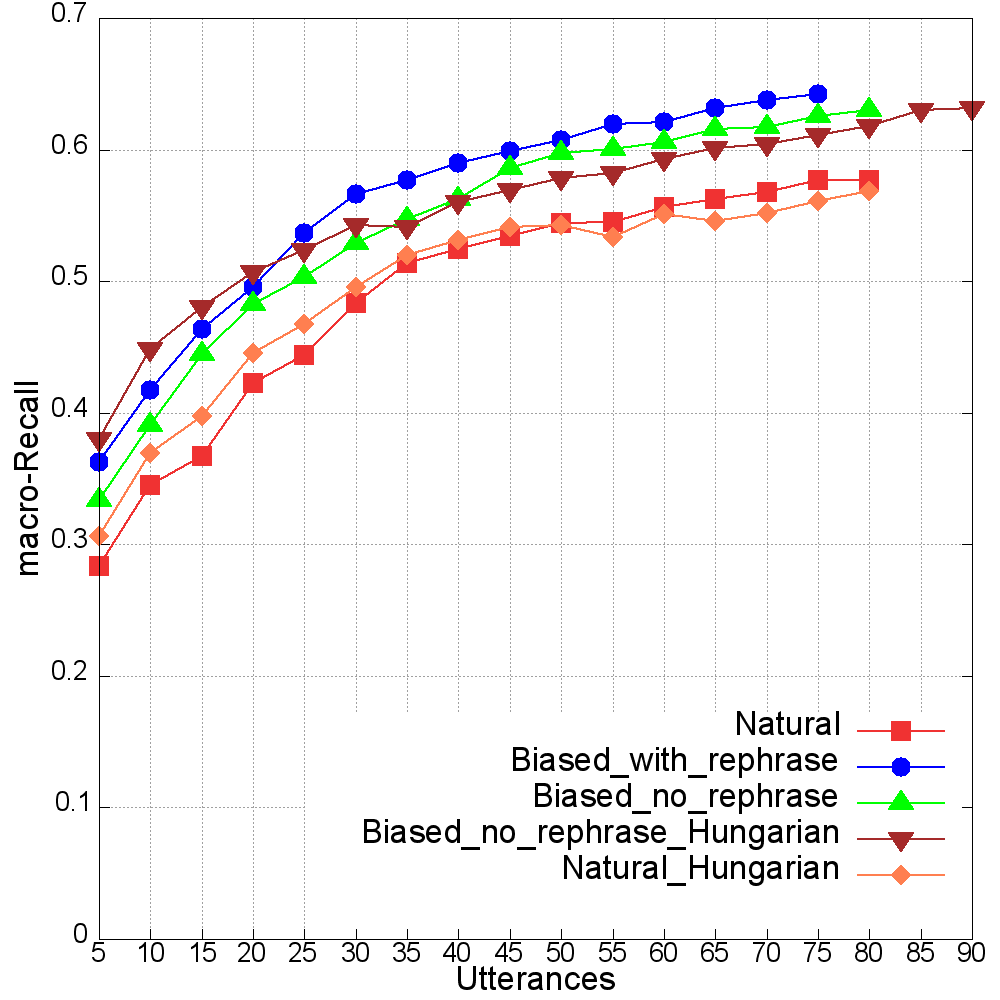 0.7
0.6
0.5
0.4
0.3
0.2
0.1
0
macro-Recall
Natural
Biased_with_rephrase
Biased_no_rephrase
Biased_no_rephrase_Hungarian
Natural_Hungarian
5 10 15 20 25 30 35 40 45 50 55 60 65 70 75 80 85 90
Utterances